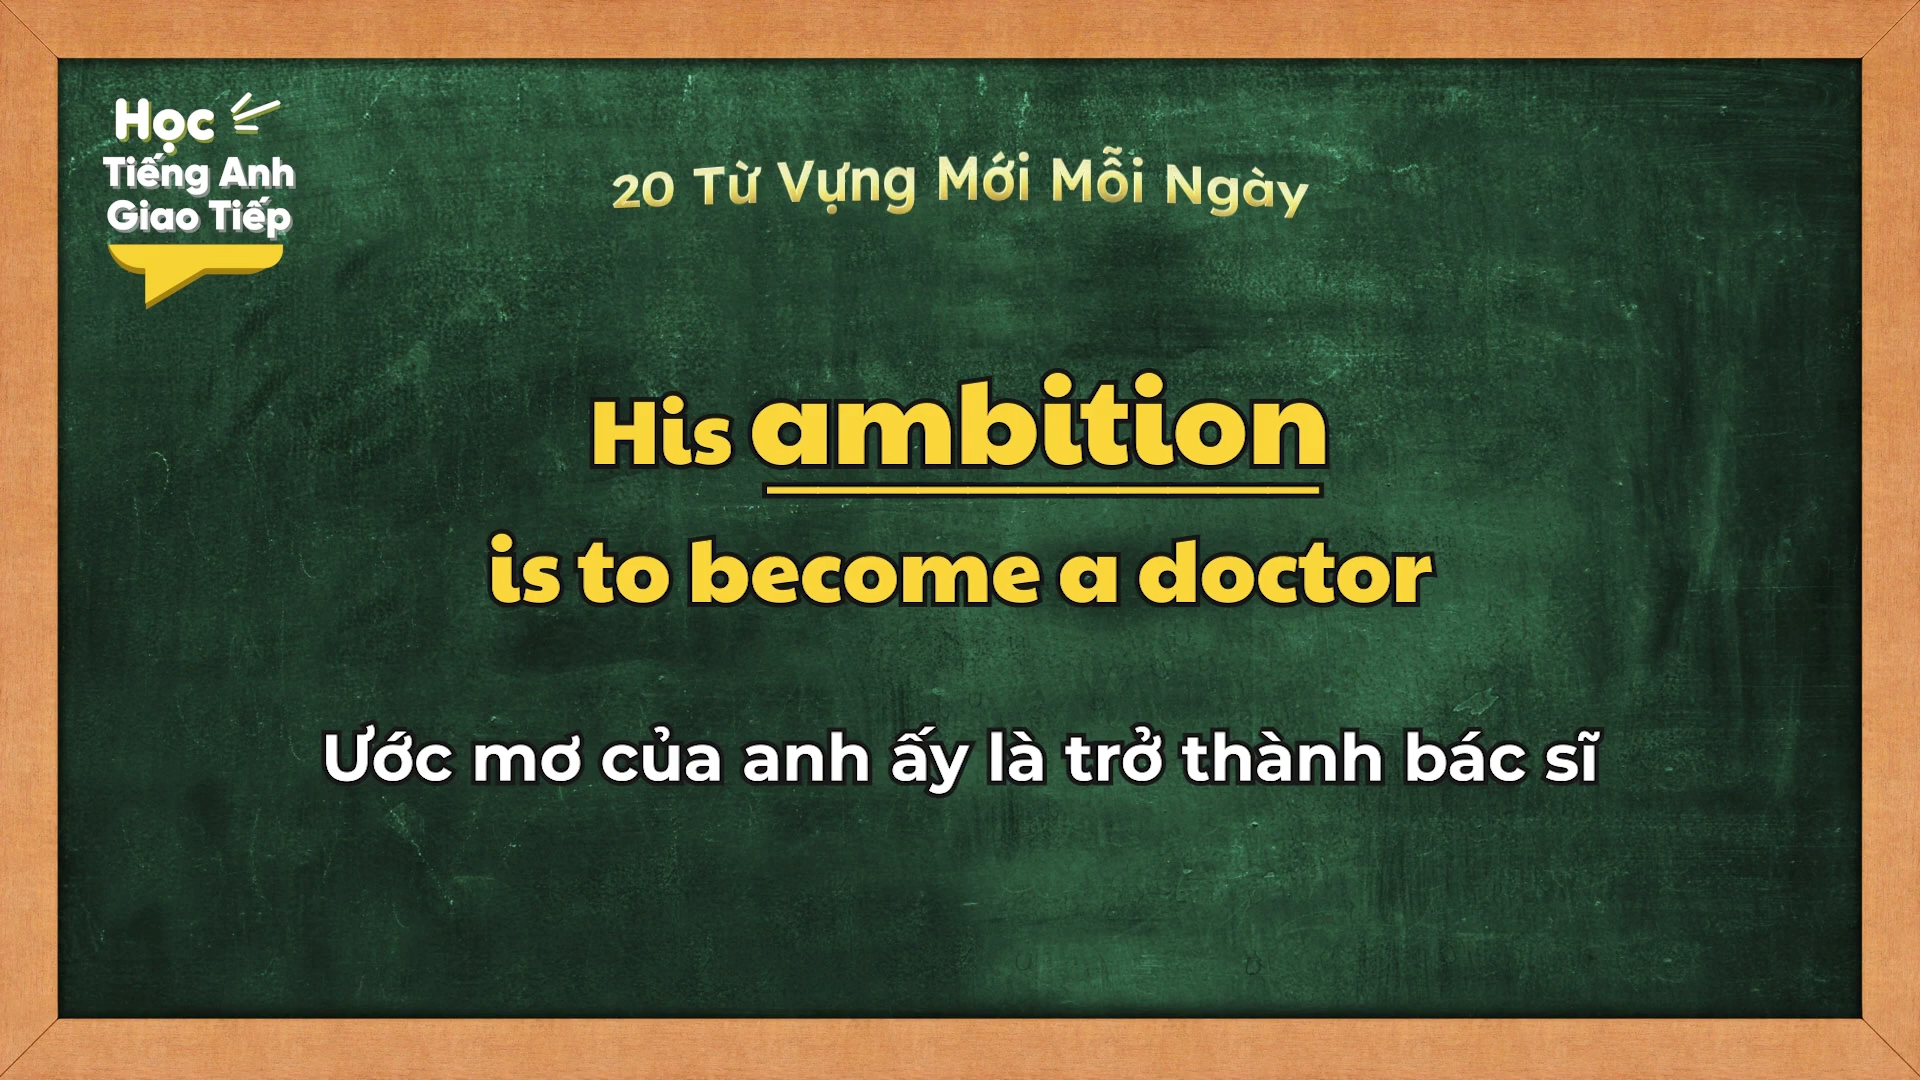 Học
Tiếng Anh
Giao Tiếp
20 Từ Vựng Mới Mỗi Ngày
His ambition
is to become a doctor
Ước mơ của anh ấy là trở thành bác sĩ